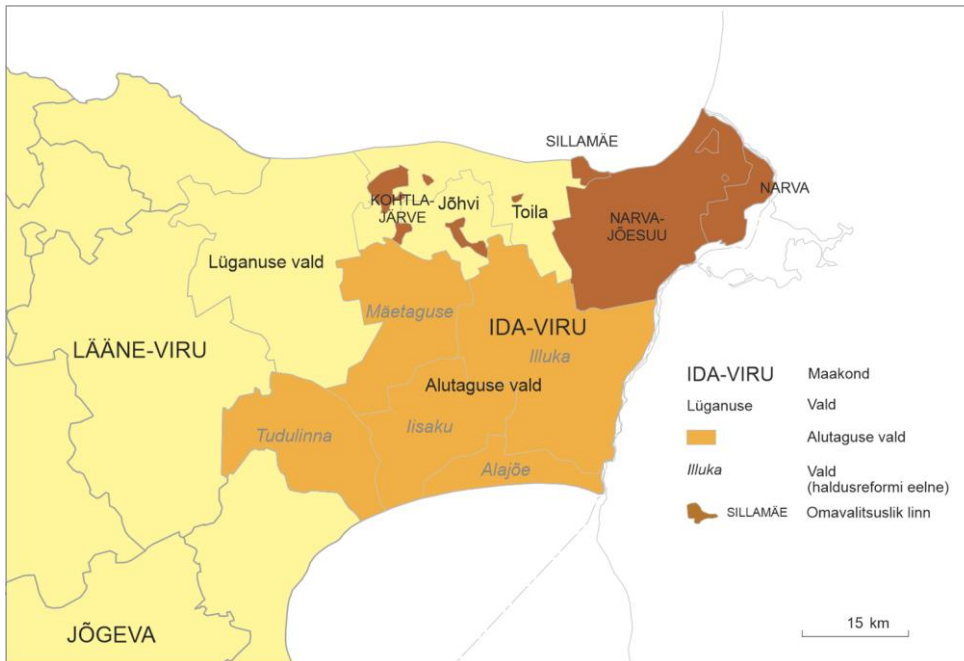 SILLAMÄE
NARVA
KOHTLA-
JÄRVE
Jõhvi
Toila
NARVA-
JÕESUU
Lüganuse vald
Mäetaguse
IDA-VIRU
Illuka
LÄÄNE-VIRU
Alutaguse vald
Tudulinna
Iisaku
Alajõe
JÕGEVA
IDA-VIRU Maakond
Lüganuse Vald
Alutaguse vald
Illuka Vald
(haldusreformi eelne)
SILLAMÄE Omavalitsuslik linn
15 km